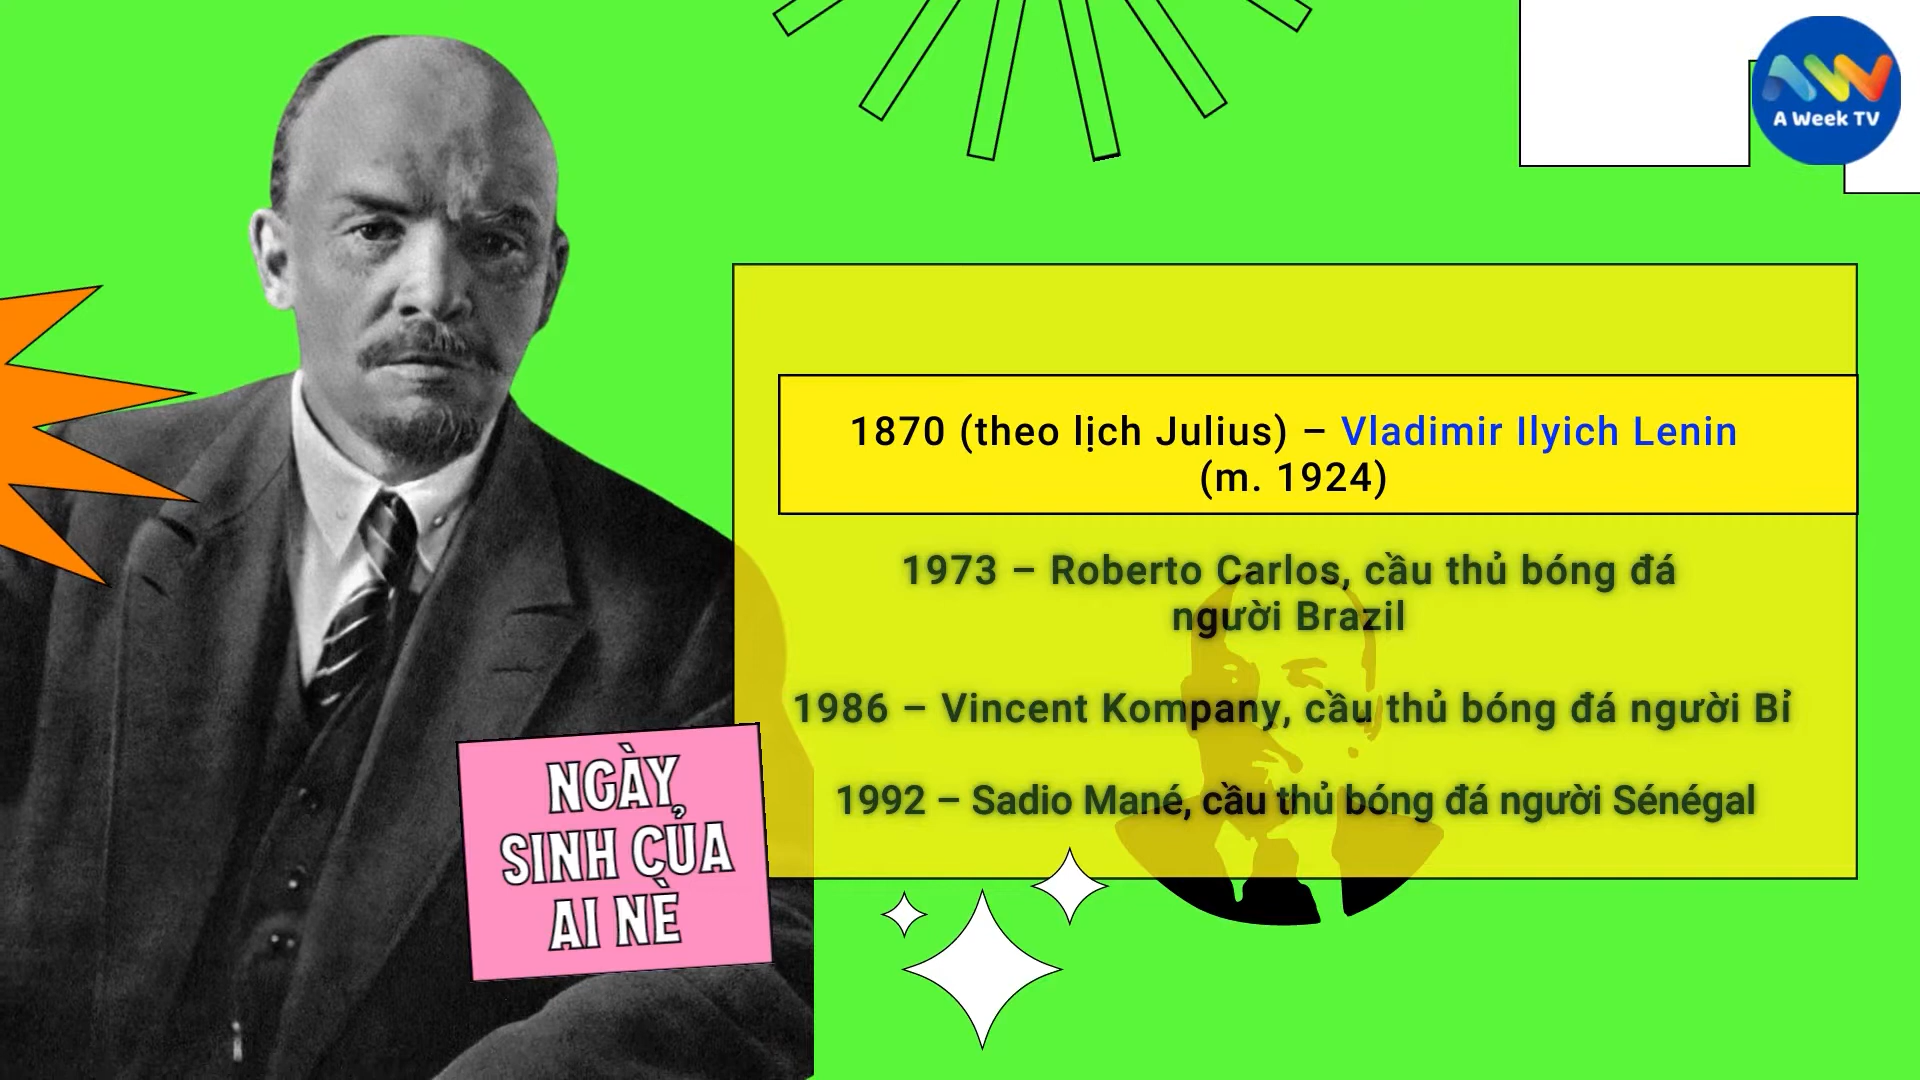 A Week TV
1870 (theo lịch Julius) – Vladimir Ilyich Lenin
(m. 1924)
1973 – Roberto Carlos, cầu thủ bóng đá
người Brazil
1986 – Vincent Kompany, cầu thủ bóng đá người Bỉ
1992 – Sadio Mané, cầu thủ bóng đá người Sénégal
NGÀY
SINH CỦA
AI NÈ